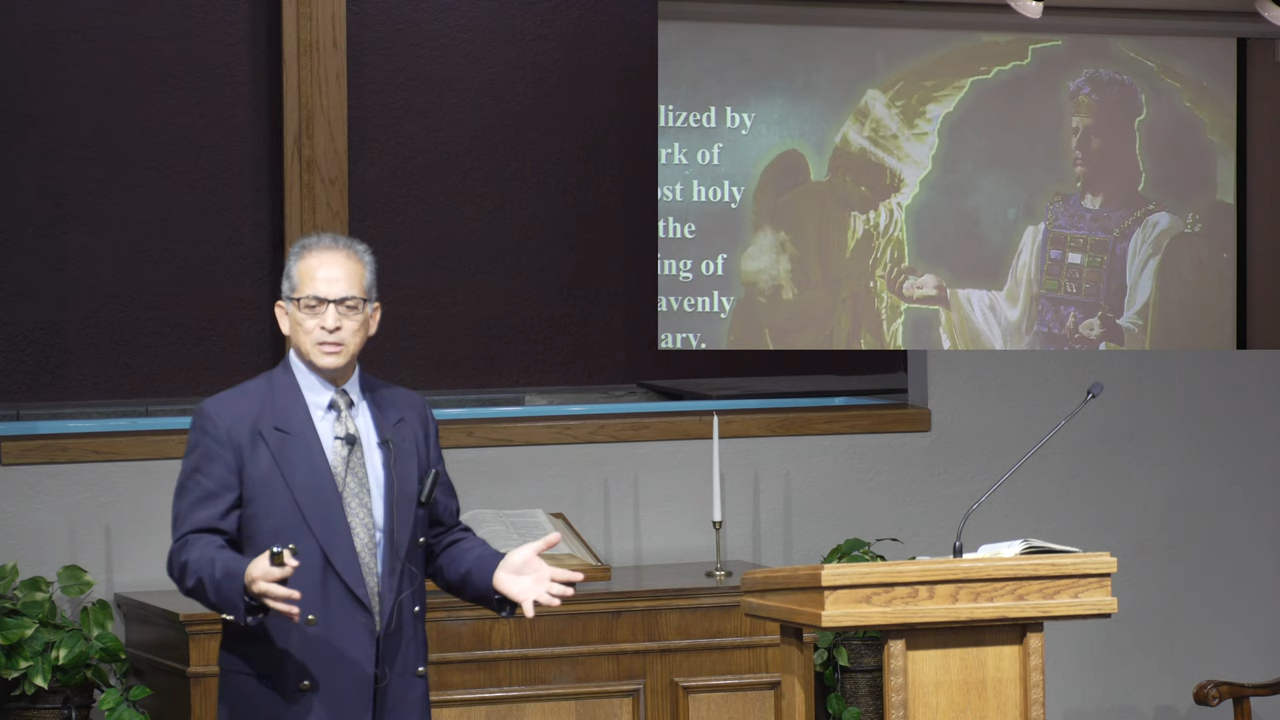 lized by
rk of
ost holy
the
ing of
avenly
ary.